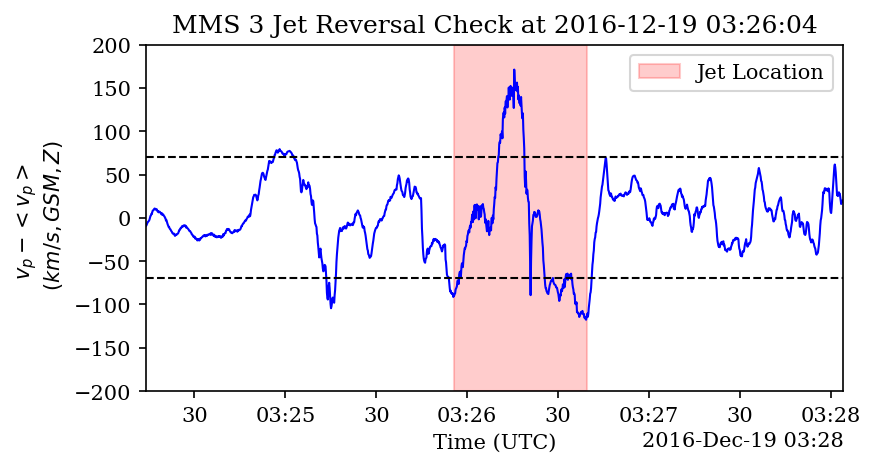 MMS 3 Jet Reversal Check at 2016-12-19 03:26:04
200
150
100
50
0
−50
−100
−150
−200
v_p − <v_p>
(km/s, GSM, Z)
Jet Location
30 03:25 30 03:26 30 03:27 30 03:28
Time (UTC)
2016-Dec-19 03:28